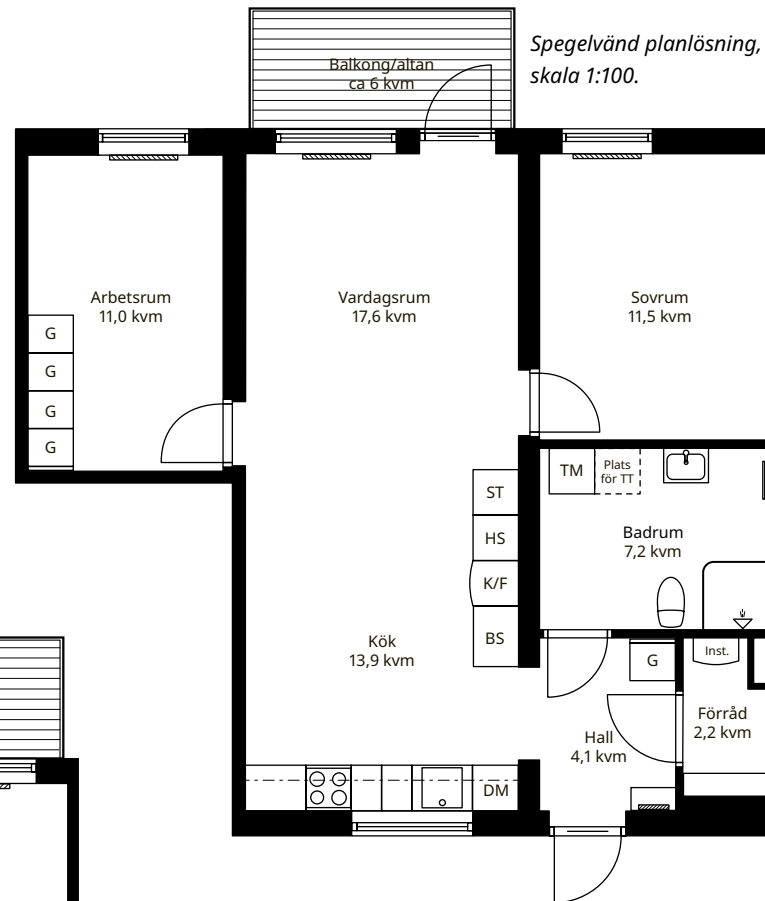 Spegelvänd planlösning,
skala 1:100.
Balkong/altan
ca 6 kvm
Arbetsrum
11,0 kvm
Vardagsrum
17,6 kvm
Sovrum
11,5 kvm
G
G
G
G
ST
HS
K/F
BS
TM
Plats
för TT
Badrum
7,2 kvm
Kök
13,9 kvm
G
Inst.
Hall
4,1 kvm
Förråd
2,2 kvm
DM